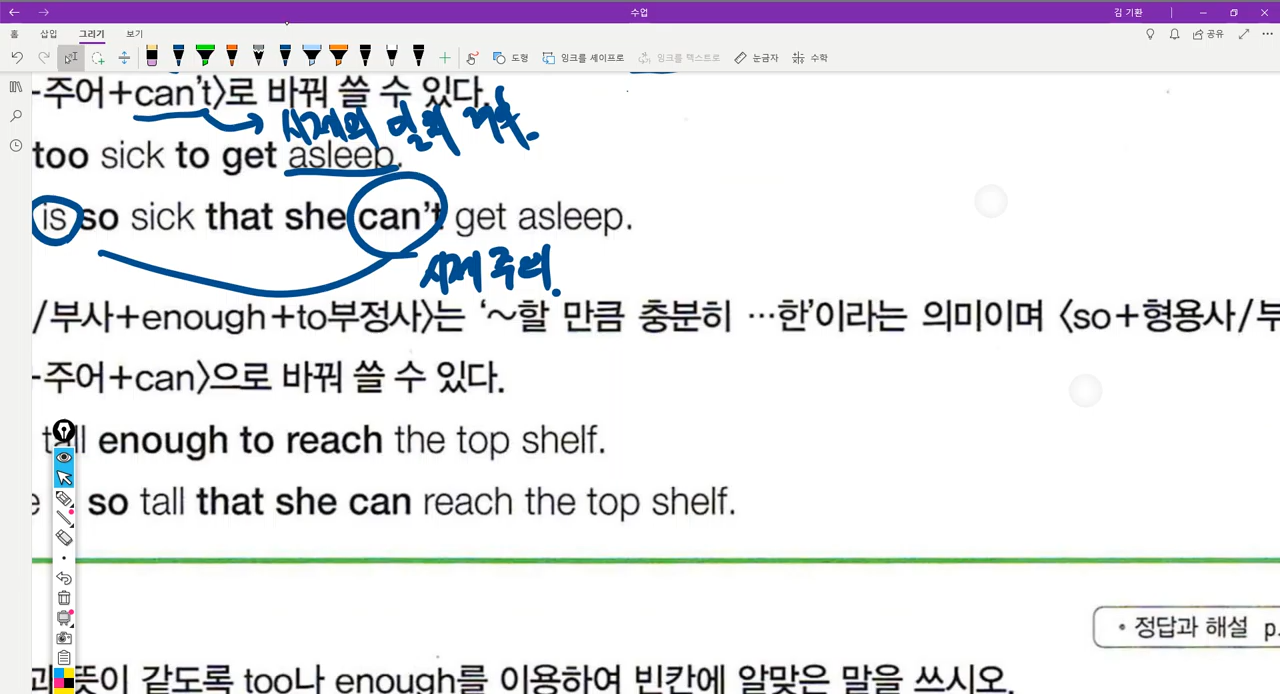 수업
김 기환
홈 삽입 그리기 보기
공유
도형 잉크를 셰이프로 잉크를 텍스트로 눈금자 수학
-주어+can't〉로 바꿔 쓸 수 있다.
too sick to get asleep.
is so sick that she can't get asleep.
시제 주의.
/부사+enough+to부정사〉는 '~할 만큼 충분히 …한'이라는 의미이며 〈so+형용사/부
-주어+can〉으로 바꿔 쓸 수 있다.
tall enough to reach the top shelf.
e so tall that she can reach the top shelf.
• 정답과 해설 p.
과 뜻이 같도록 too나 enough를 이용하여 빈칸에 알맞은 말을 쓰시오.